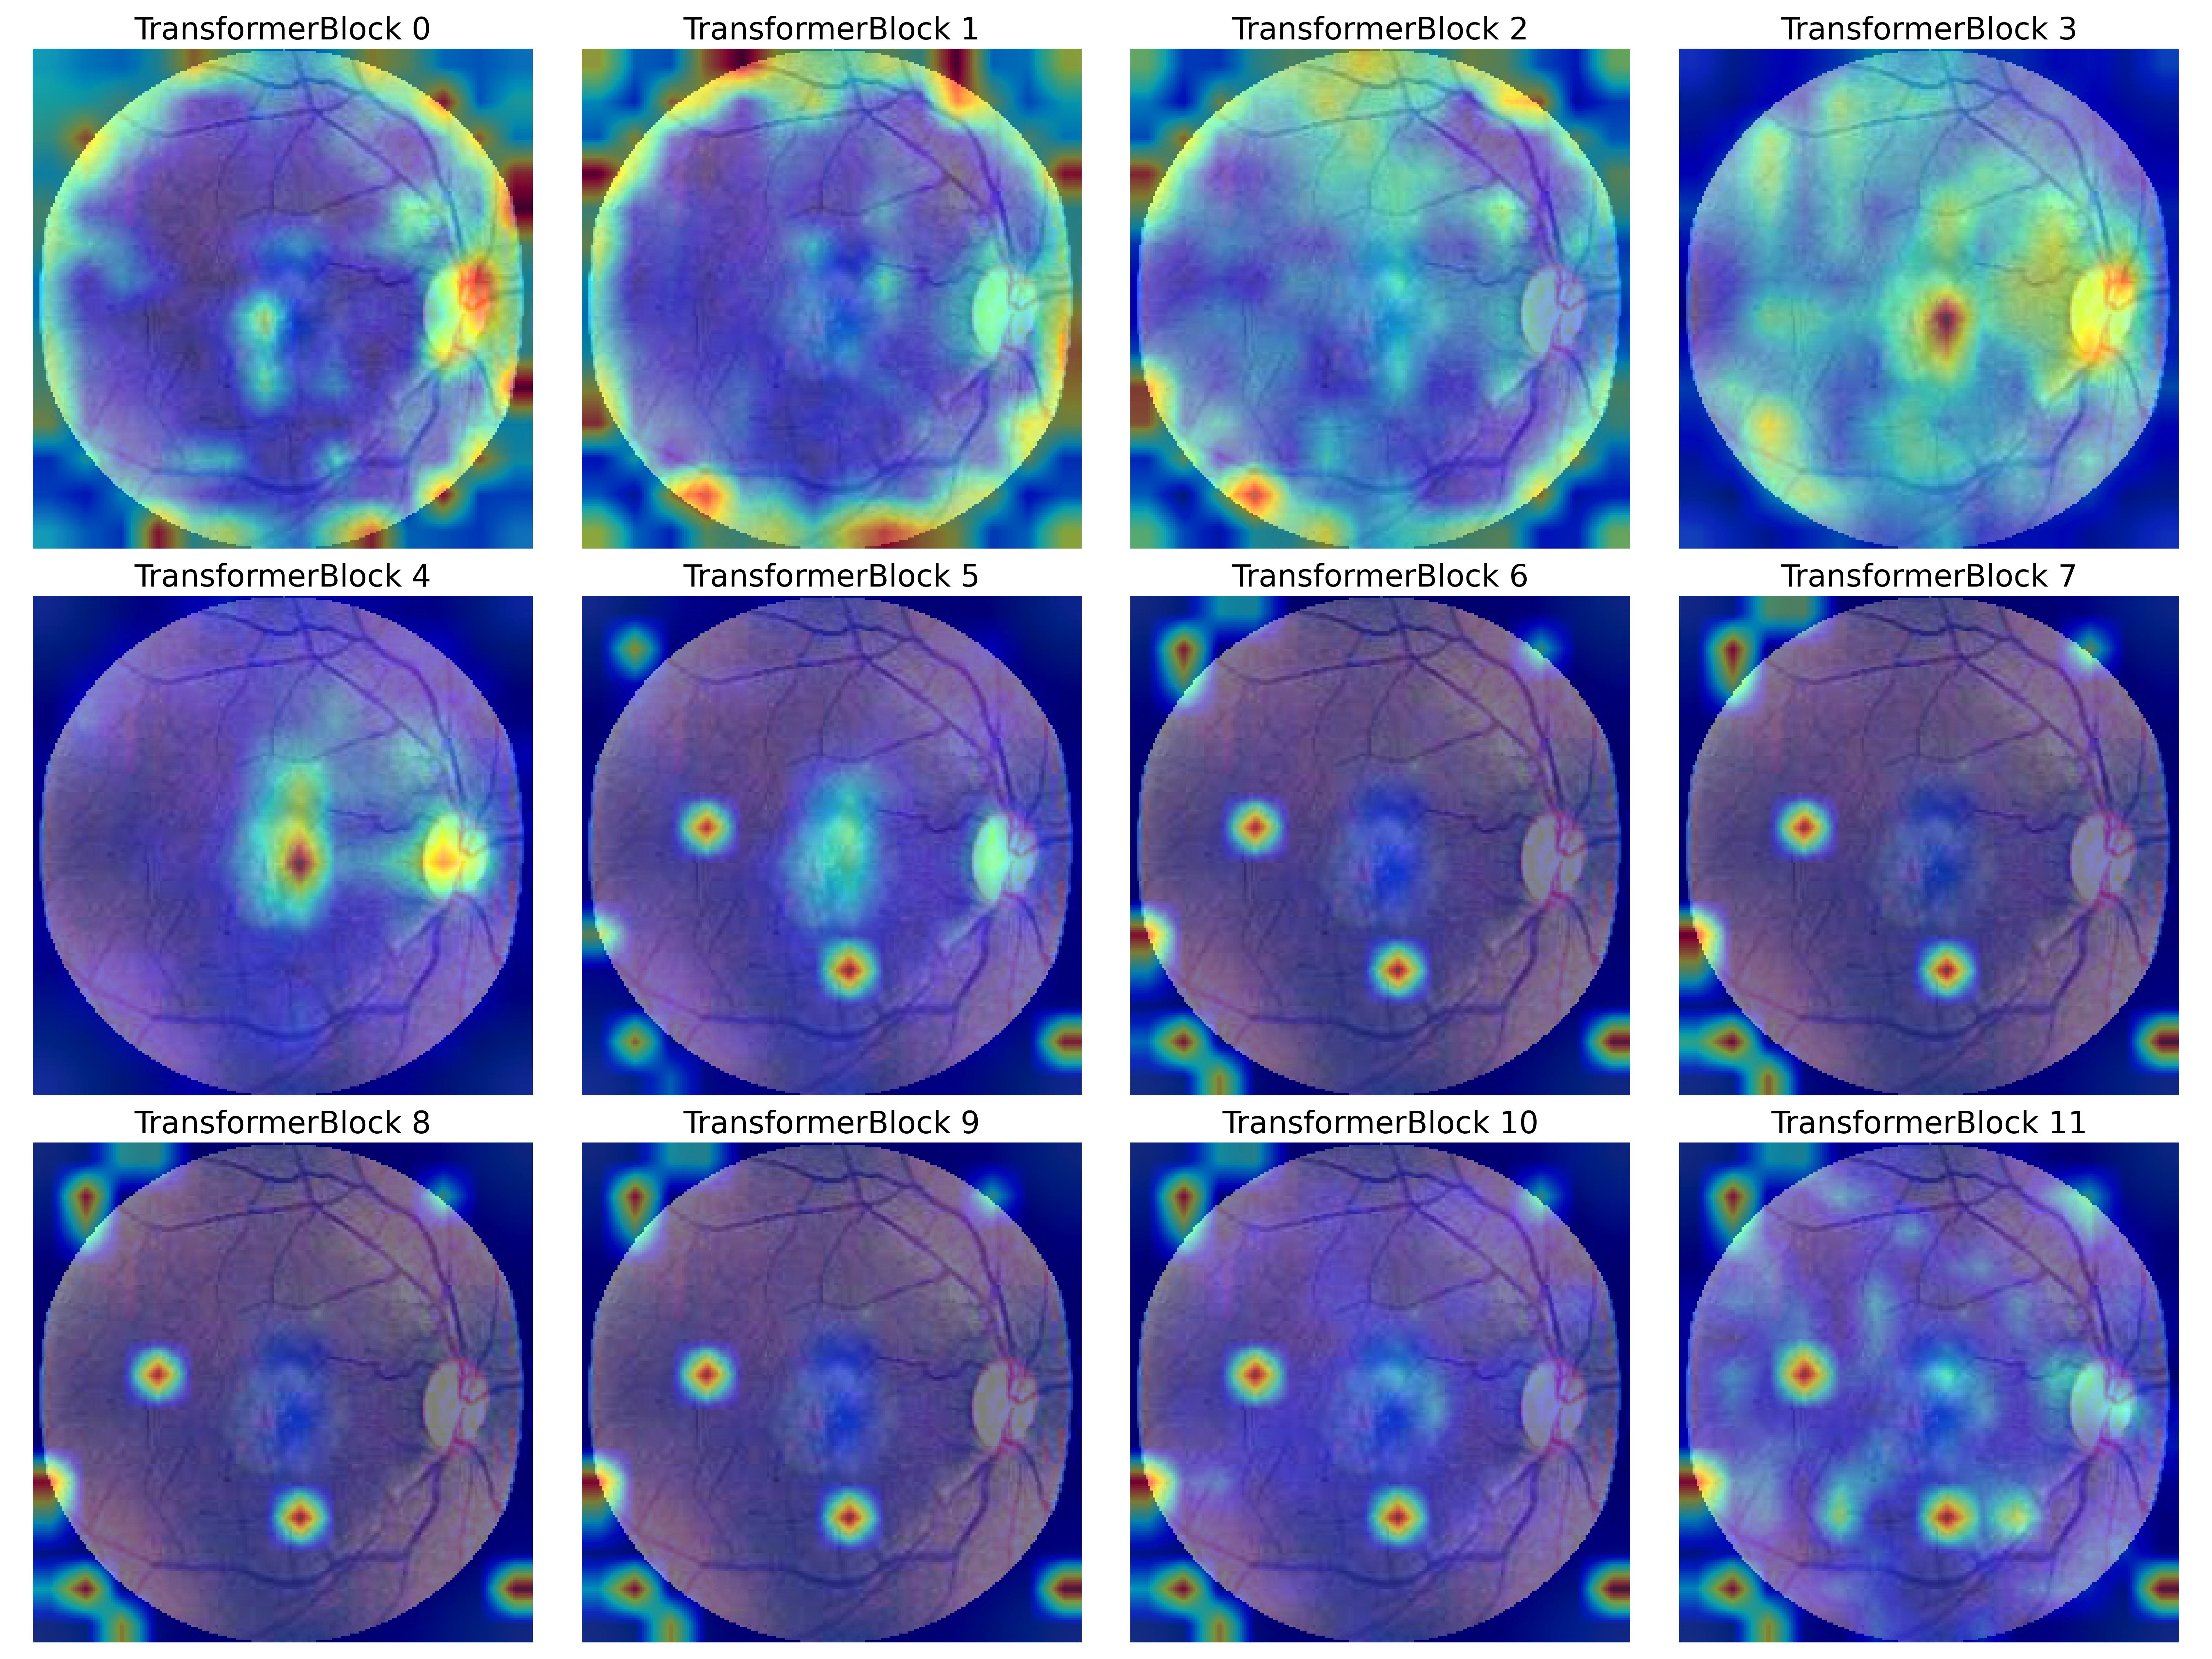 TransformerBlock 0
TransformerBlock 1
TransformerBlock 2
TransformerBlock 3
TransformerBlock 4
TransformerBlock 5
TransformerBlock 6
TransformerBlock 7
TransformerBlock 8
TransformerBlock 9
TransformerBlock 10
TransformerBlock 11